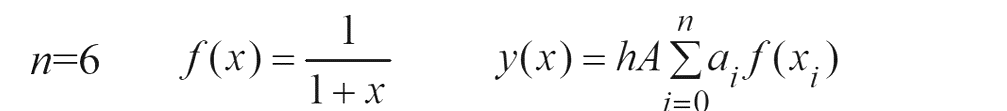 n=6 f(x) = 1/(1+x) y(x) = hA∑_{i=0}^{n} a_i f(x_i)